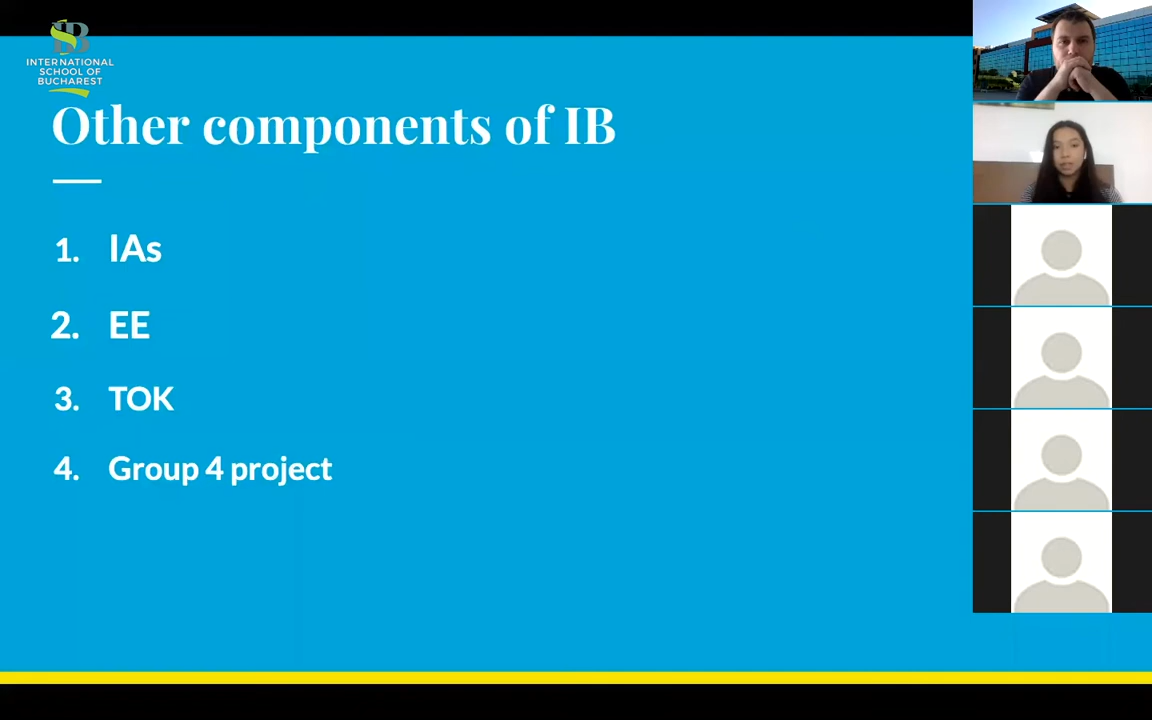 INTERNATIONAL
SCHOOL OF
BUCHAREST
Other components of IB
1. IAs
2. EE
3. TOK
4. Group 4 project